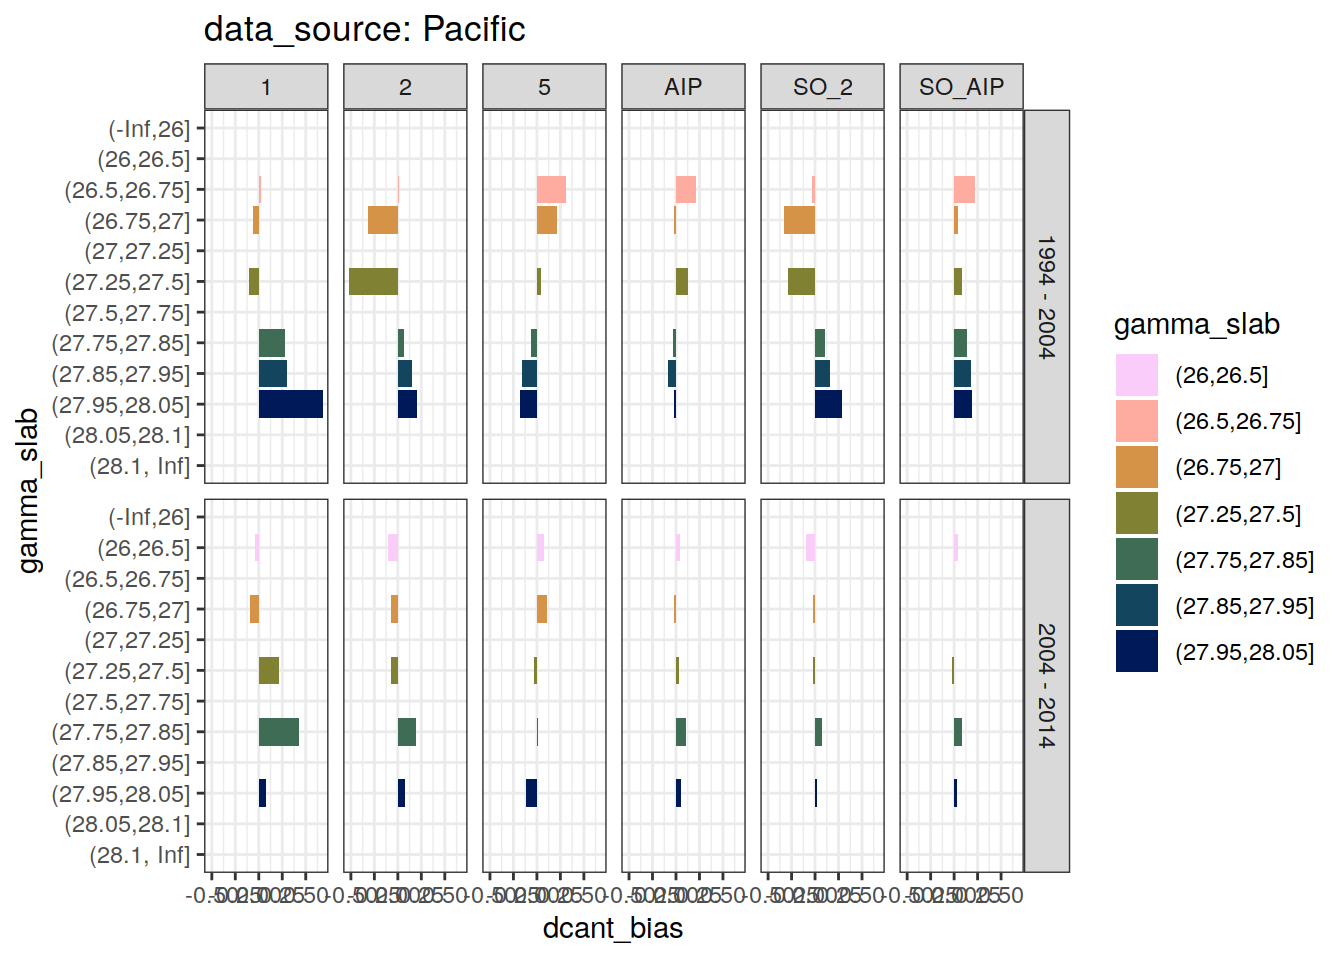 data_source: Pacific
1 2 5 AIP SO_2 SO_AIP
(-Inf,26]
(26,26.5]
(26.5,26.75]
(26.75,27]
(27,27.25]
(27.25,27.5]
(27.5,27.75]
(27.75,27.85]
(27.85,27.95]
(27.95,28.05]
(28.05,28.1]
(28.1, Inf]
1994 - 2004
(-Inf,26]
(26,26.5]
(26.5,26.75]
(26.75,27]
(27,27.25]
(27.25,27.5]
(27.5,27.75]
(27.75,27.85]
(27.85,27.95]
(27.95,28.05]
(28.05,28.1]
(28.1, Inf]
2004 - 2014
gamma_slab
dcant_bias
gamma_slab
(26,26.5]
(26.5,26.75]
(26.75,27]
(27.25,27.5]
(27.75,27.85]
(27.85,27.95]
(27.95,28.05]